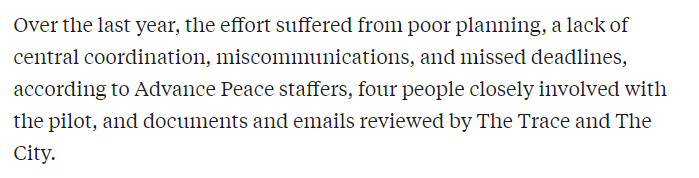 Over the last year, the effort suffered from poor planning, a lack of
central coordination, miscommunications, and missed deadlines,
according to Advance Peace staffers, four people closely involved with
the pilot, and documents and emails reviewed by The Trace and The
City.